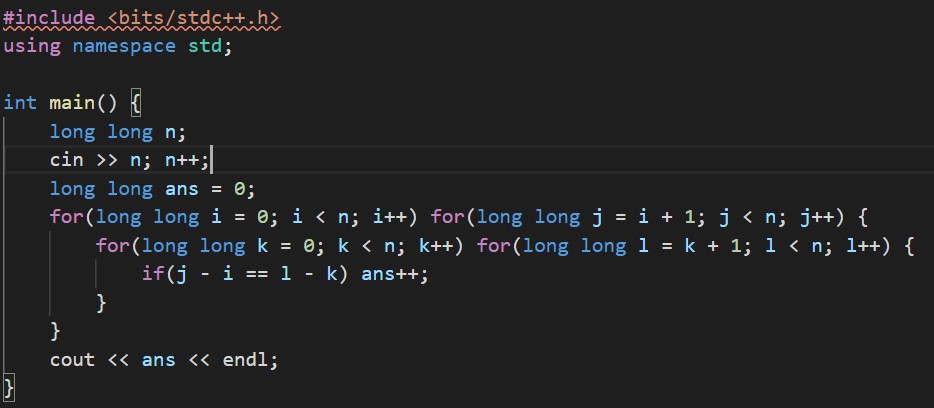 #include <bits/stdc++.h>
using namespace std;

int main() {
    long long n;
    cin >> n; n++;
    long long ans = 0;
    for(long long i = 0; i < n; i++) for(long long j = i + 1; j < n; j++) {
        for(long long k = 0; k < n; k++) for(long long l = k + 1; l < n; l++) {
            if(j - i == l - k) ans++;
        }
    }
    cout << ans << endl;
}